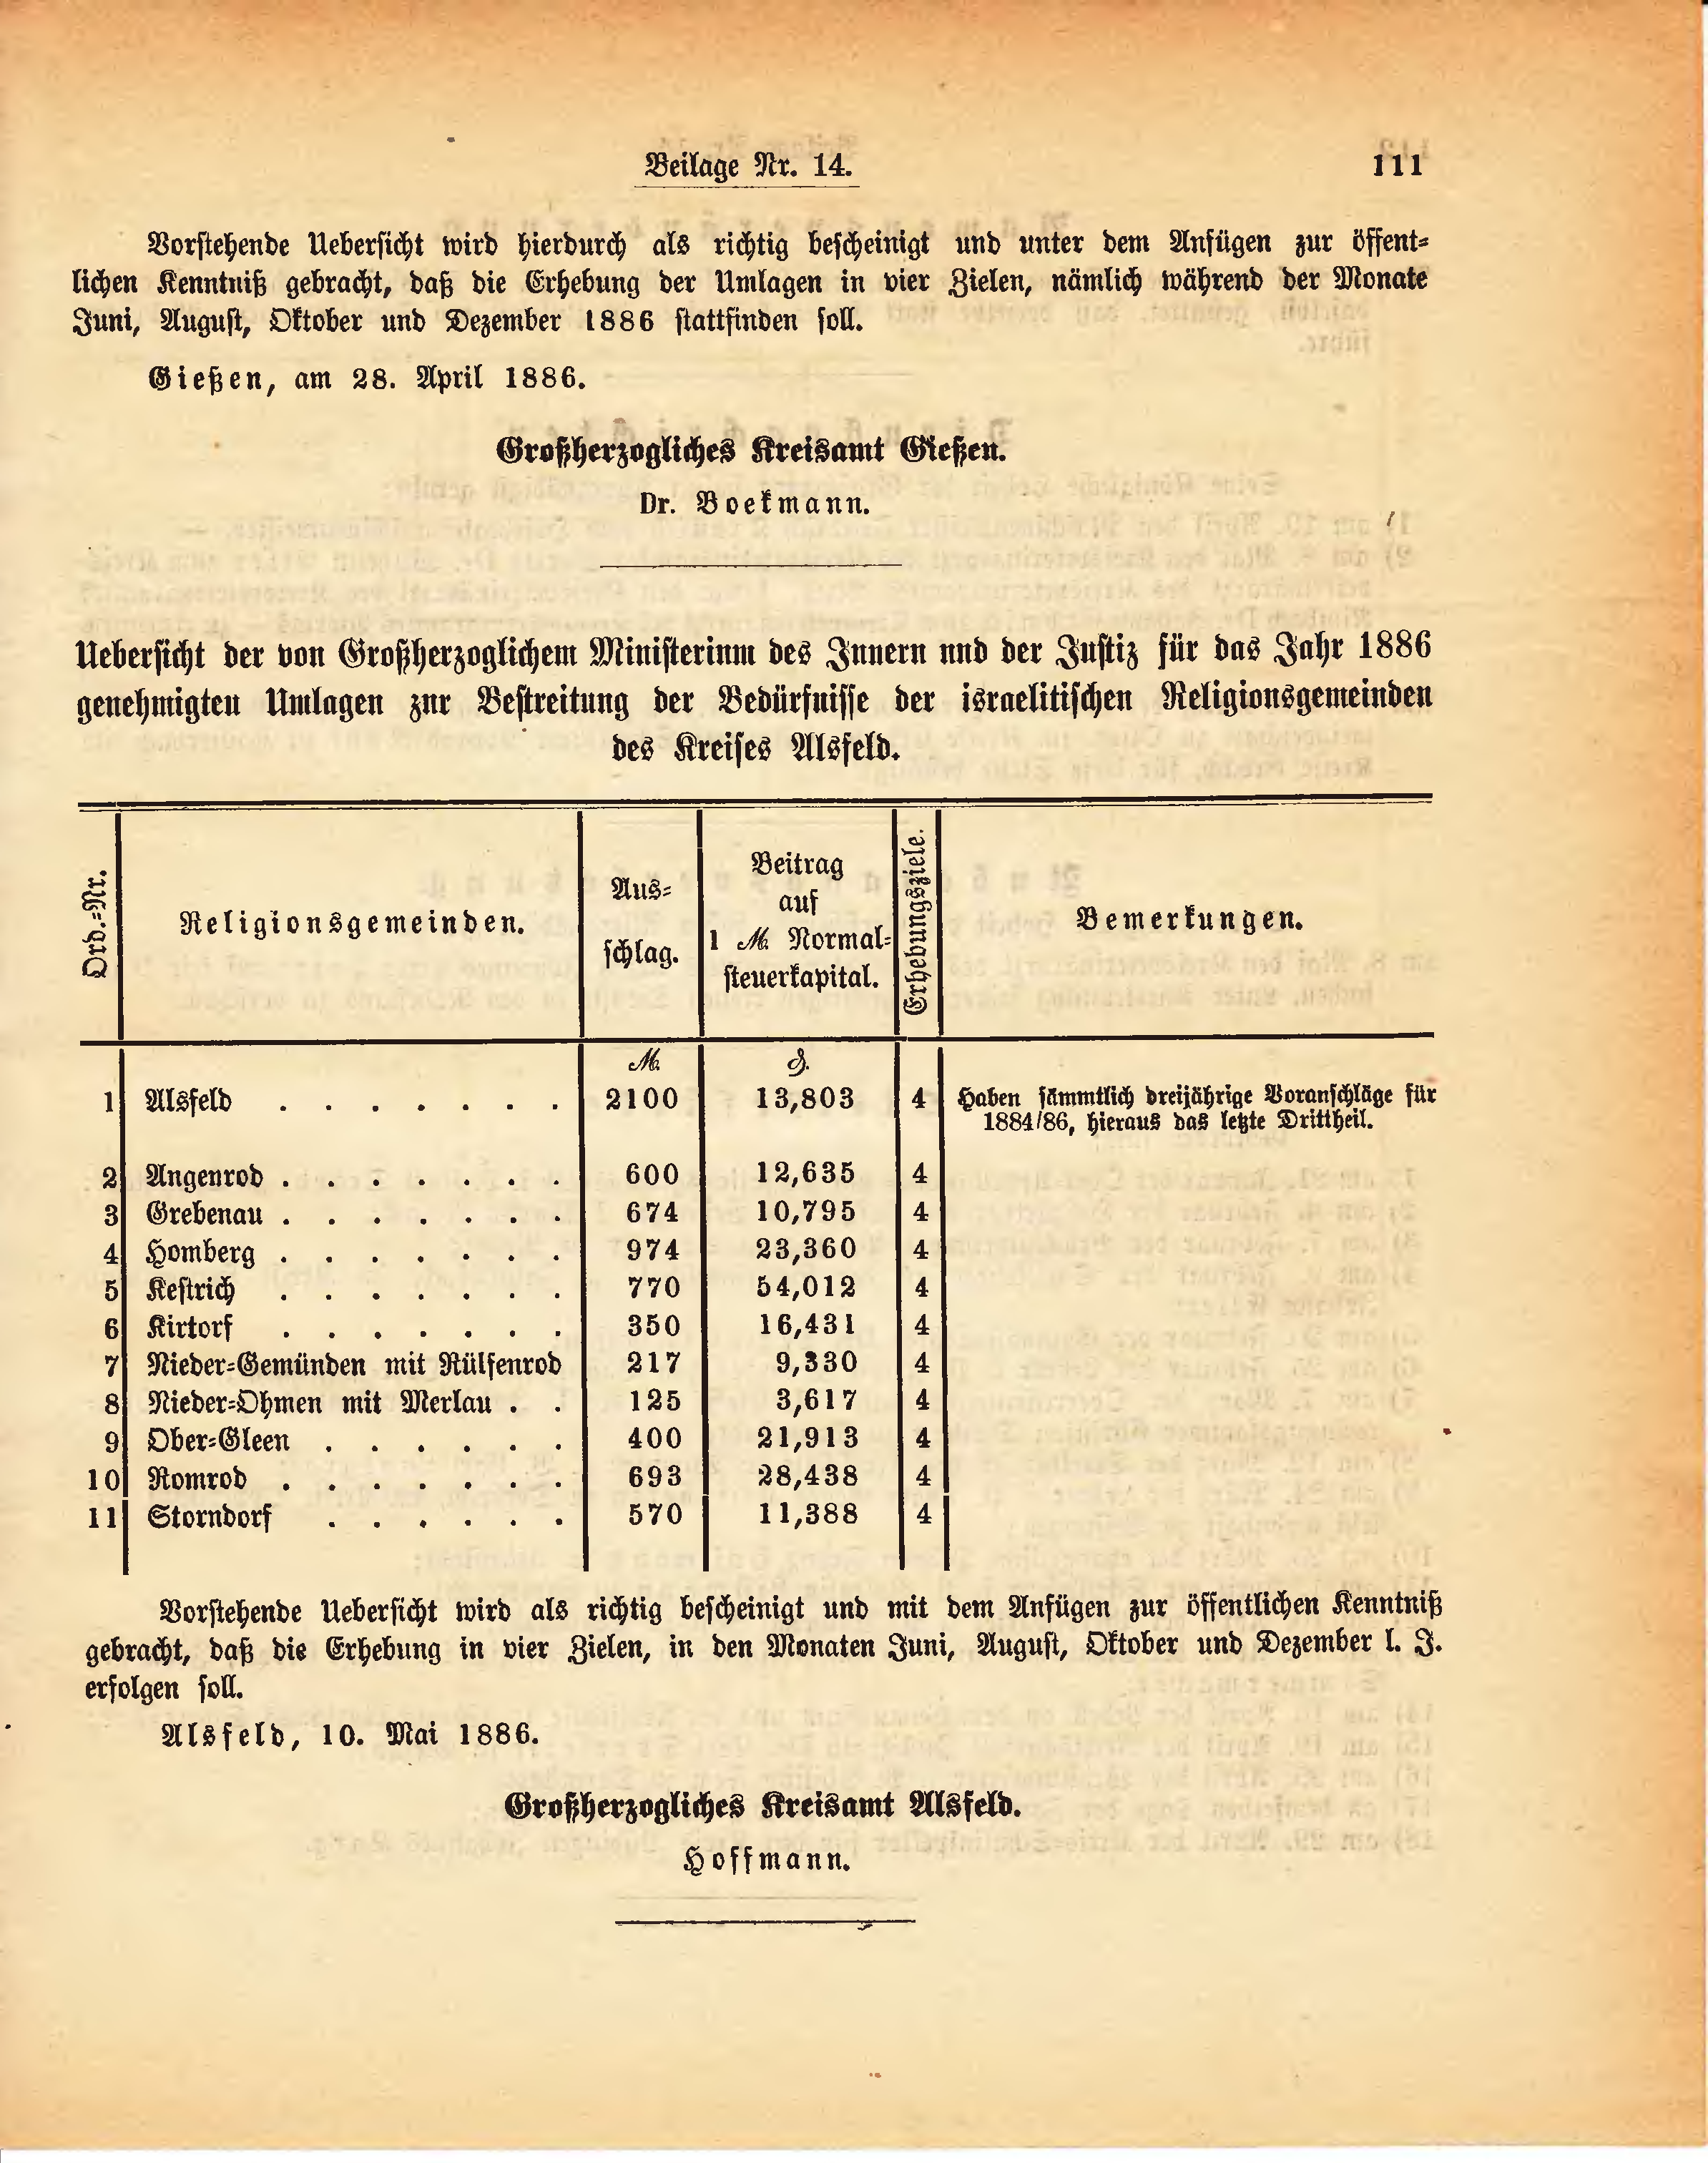 Beilage Nr. 14. 111
Vorstehende Uebersicht wird hierdurch als richtig bescheinigt und unter dem Anfügen zur öffent-
lichen Kenntniß gebracht, daß die Erhebung der Umlagen in vier Zielen, nämlich während der Monate
Juni, August, Oktober und Dezember 1886 stattfinden soll.
Gießen, am 28. April 1886.
Großherzogliches Kreisamt Gießen.
Dr. Boekmann.
Uebersicht der von Großherzoglichem Ministerium des Innern und der Justiz für das Jahr 1886
genehmigten Umlagen zur Bestreitung der Bedürfnisse der israelitischen Religionsgemeinden
des Kreises Alsfeld.
Ord.-Nr.
Religionsgemeinden.
Aus-
schlag.
Beitrag
auf
1 ℳ Normal-
steuerkapital.
Erhebungsziele.
Bemerkungen.
ℳ. ₰.
1 Alsfeld . . . . . . . 2100 13,803 4 Haben sämmtlich dreijährige Voranschläge für
1884/86, hieraus das letzte Drittheil.
2 Angenrod . . . . . . . 600 12,635 4
3 Grebenau . . . . . . . 674 10,795 4
4 Homberg . . . . . . . 974 23,360 4
5 Kestrich . . . . . . . 770 54,012 4
6 Kirtorf . . . . . . . 350 16,431 4
7 Nieder-Gemünden mit Rülfenrod 217 9,330 4
8 Nieder-Ohmen mit Merlau . . 125 3,617 4
9 Ober-Gleen . . . . . . 400 21,913 4
10 Romrod . . . . . . . 693 28,438 4
11 Storndorf . . . . . . 570 11,388 4
Vorstehende Uebersicht wird als richtig bescheinigt und mit dem Anfügen zur öffentlichen Kenntniß
gebracht, daß die Erhebung in vier Zielen, in den Monaten Juni, August, Oktober und Dezember l. J.
erfolgen soll.
Alsfeld, 10. Mai 1886.
Großherzogliches Kreisamt Alsfeld.
Hoffmann.